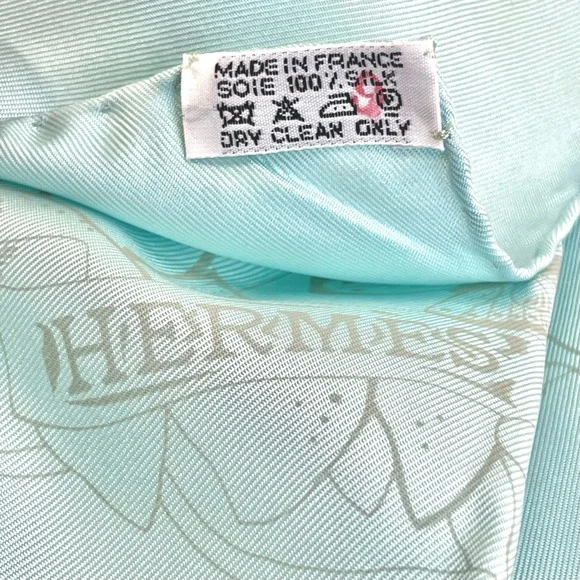 MADE IN FRANCE
SOIE 100% SILK
DRY CLEAN ONLY
HERMES